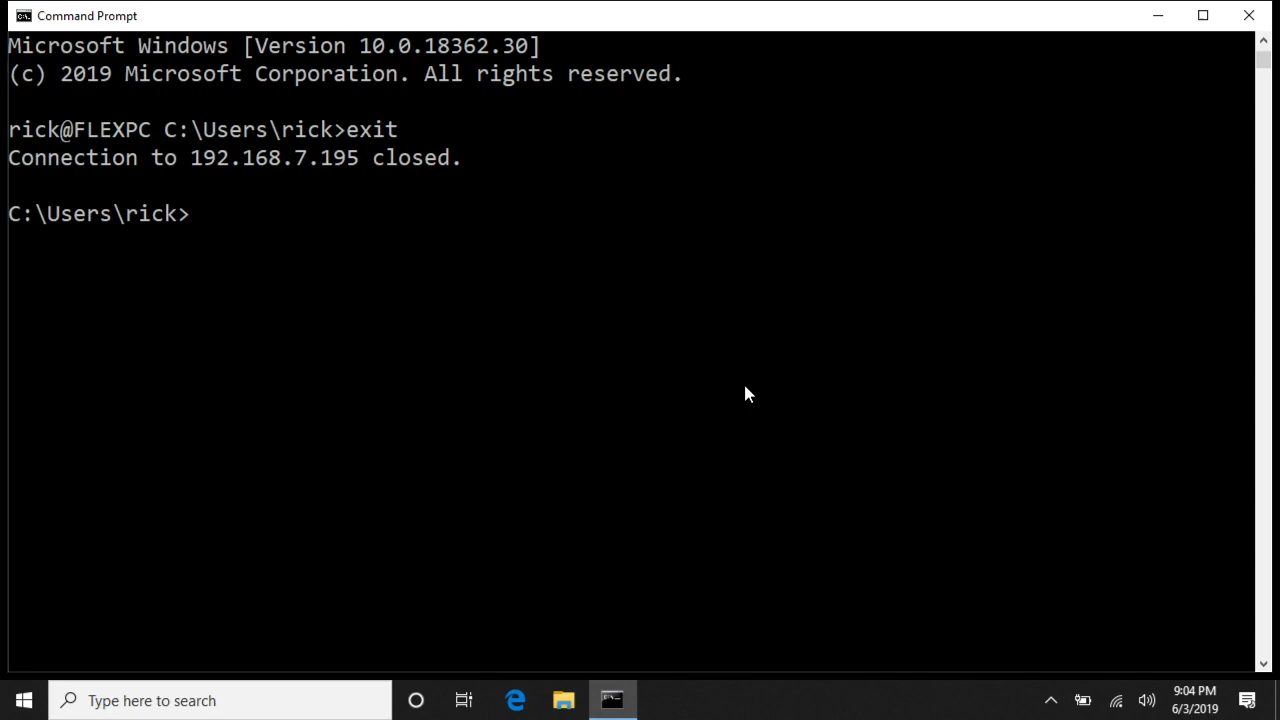 Command Prompt
Microsoft Windows [Version 10.0.18362.30]
(c) 2019 Microsoft Corporation. All rights reserved.
rick@FLEXPC C:\Users\rick>exit
Connection to 192.168.7.195 closed.
C:\Users\rick>
Type here to search
9:04 PM
6/3/2019